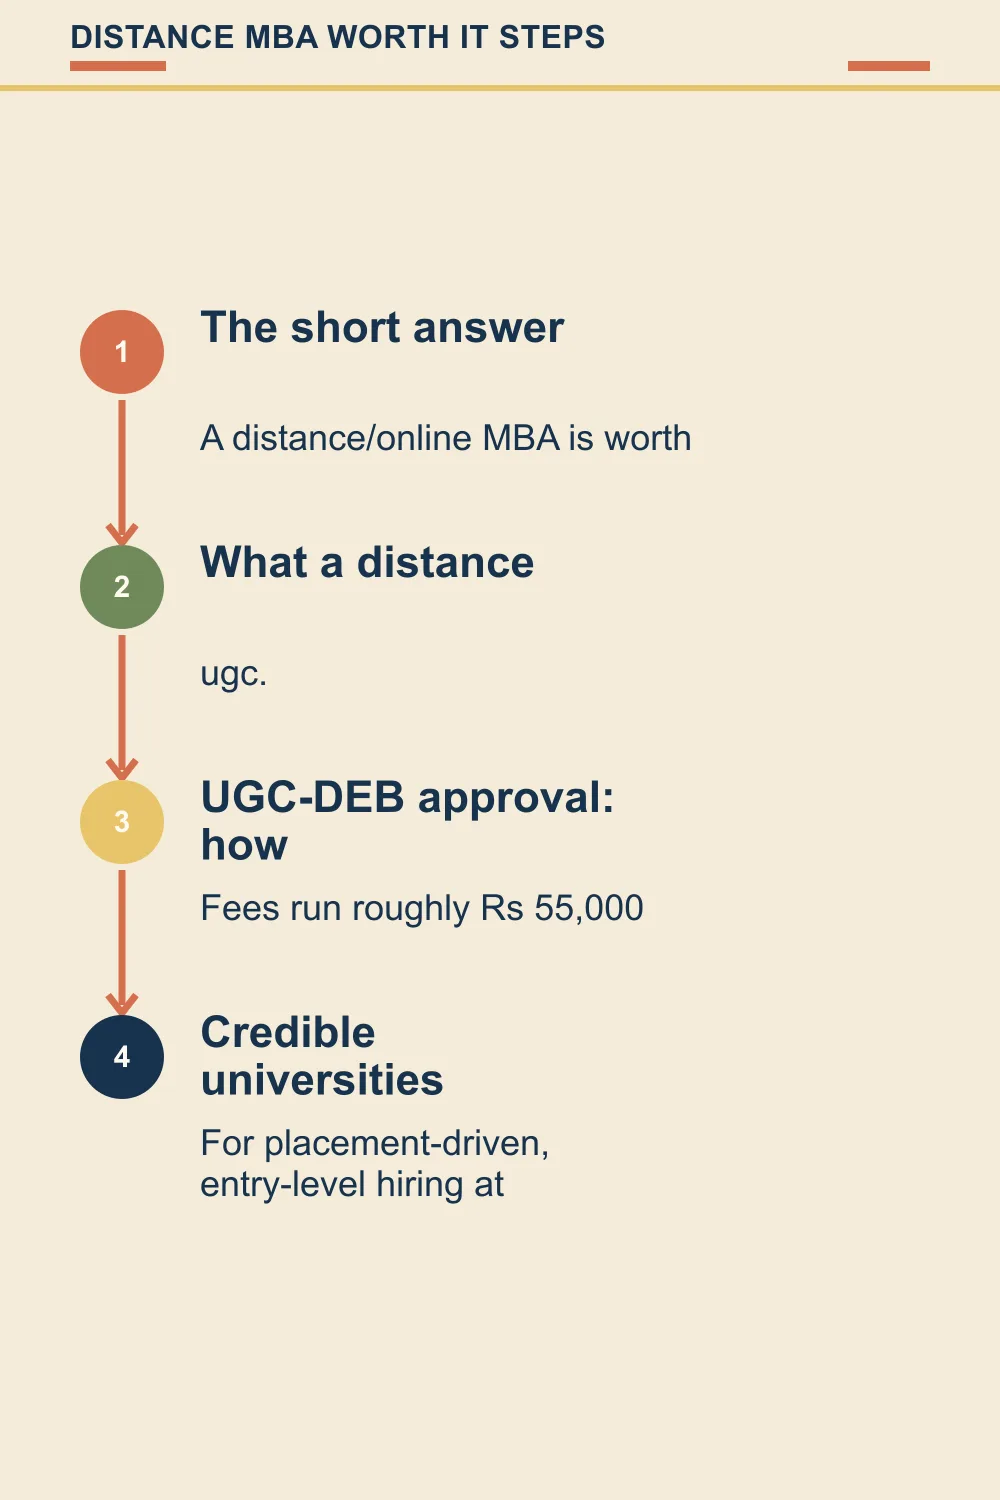 DISTANCE MBA WORTH IT STEPS
1
The short answer
A distance/online MBA is worth
2
What a distance
ugc.
3
UGC-DEB approval:
how
Fees run roughly Rs 55,000
4
Credible
universities
For placement-driven,
entry-level hiring at